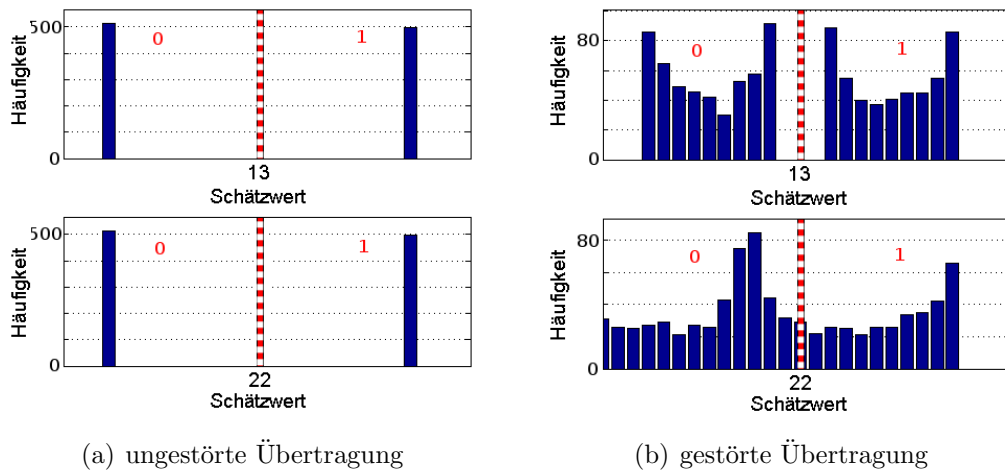 500
0
0
1
Häufigkeit
13
Schätzwert
500
0
0
1
Häufigkeit
22
Schätzwert
(a) ungestörte Übertragung
80
0
0
1
Häufigkeit
13
Schätzwert
80
0
0
1
Häufigkeit
22
Schätzwert
(b) gestörte Übertragung